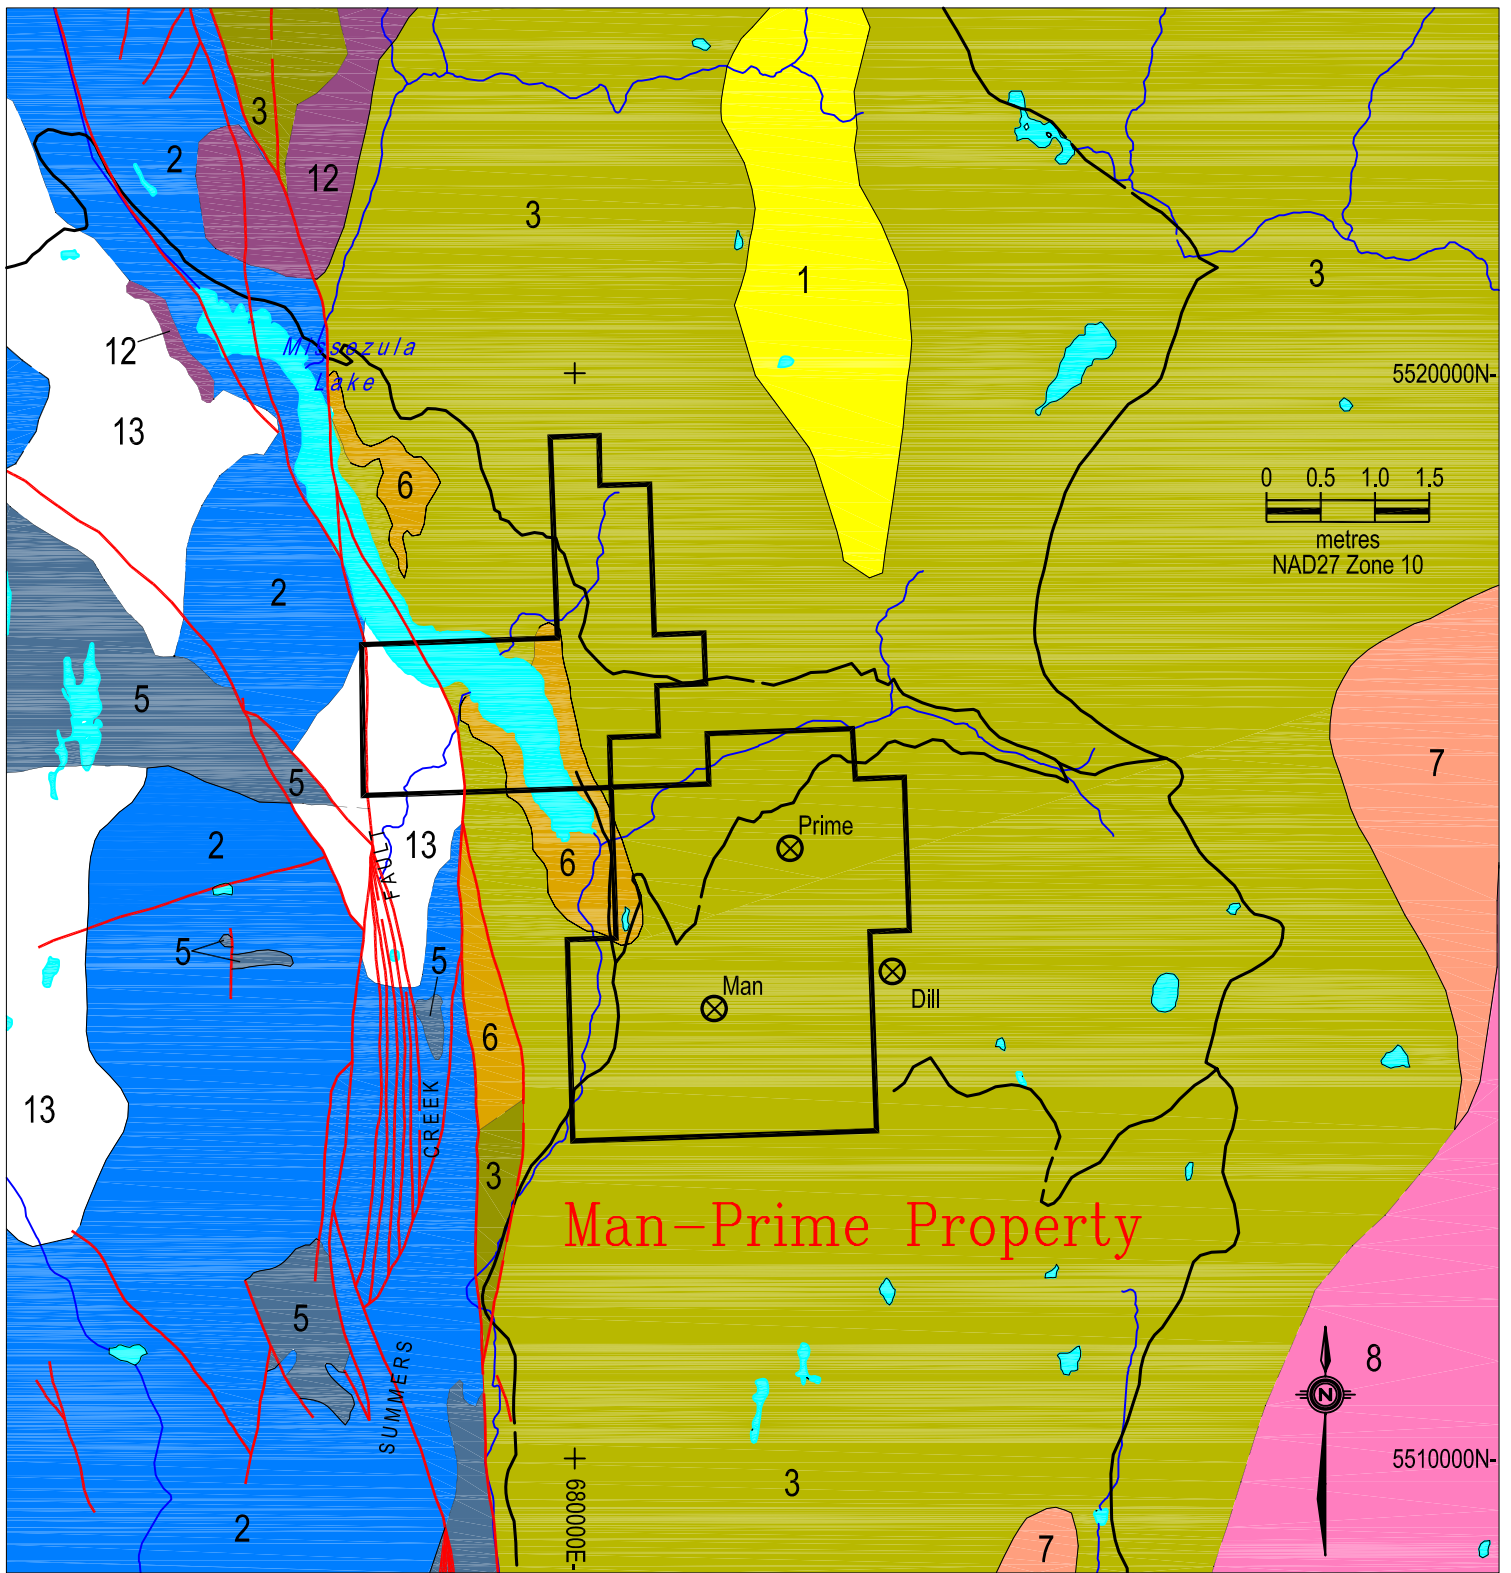 3
2
12
3
1
3
Missezula
Lake
12
5520000N-
13
6
0 0.5 1.0 1.5
metres
NAD27 Zone 10
2
5
7
5
Prime
2
FAULT
13
6
5
5
Man
Dill
6
13
CREEK
3
Man-Prime Property
5
8
N
SUMMERS
5510000N-
3
680000E-
2
7